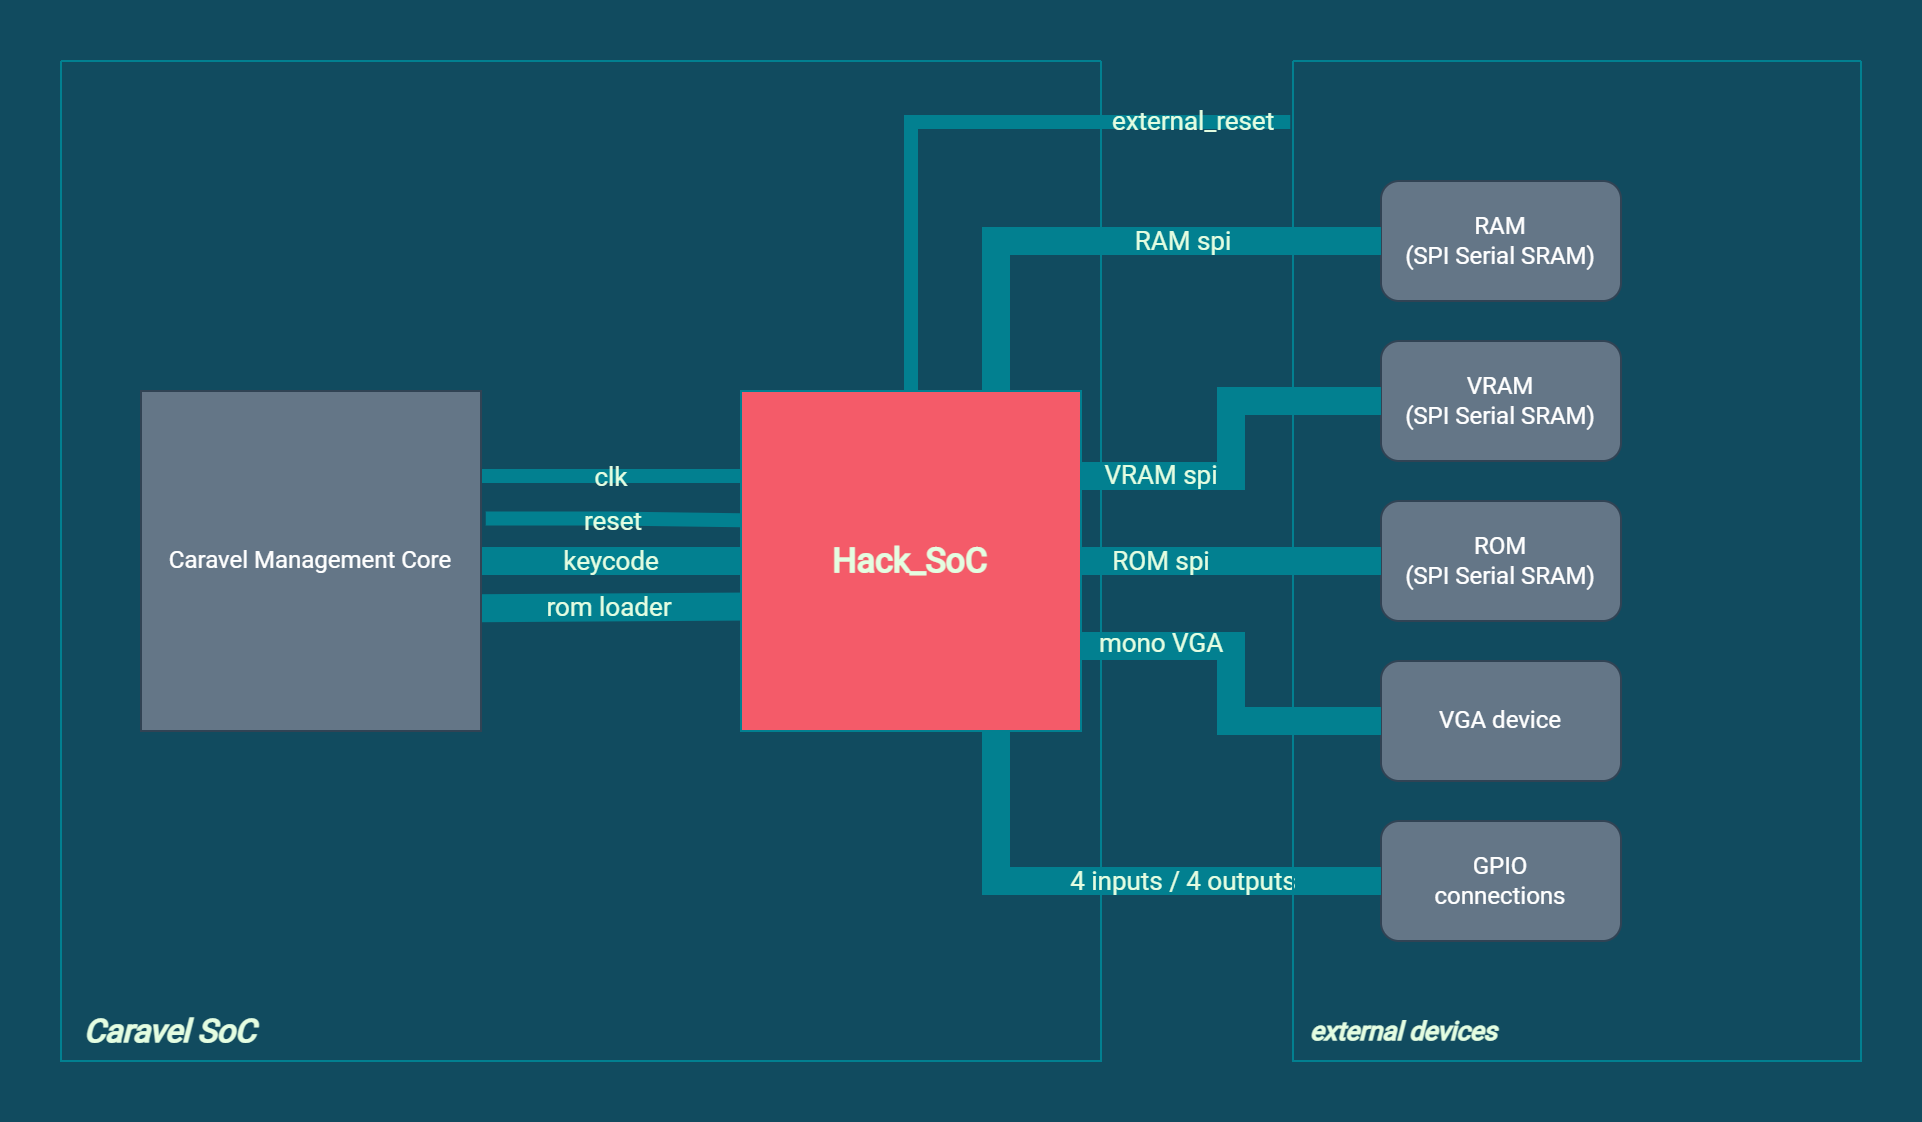 external_reset
RAM spi
RAM
(SPI Serial SRAM)
VRAM
(SPI Serial SRAM)
VRAM spi
clk
reset
keycode
rom loader
Caravel Management Core
Hack_SoC
ROM spi
ROM
(SPI Serial SRAM)
mono VGA
VGA device
4 inputs / 4 outputs
GPIO
connections
Caravel SoC
external devices